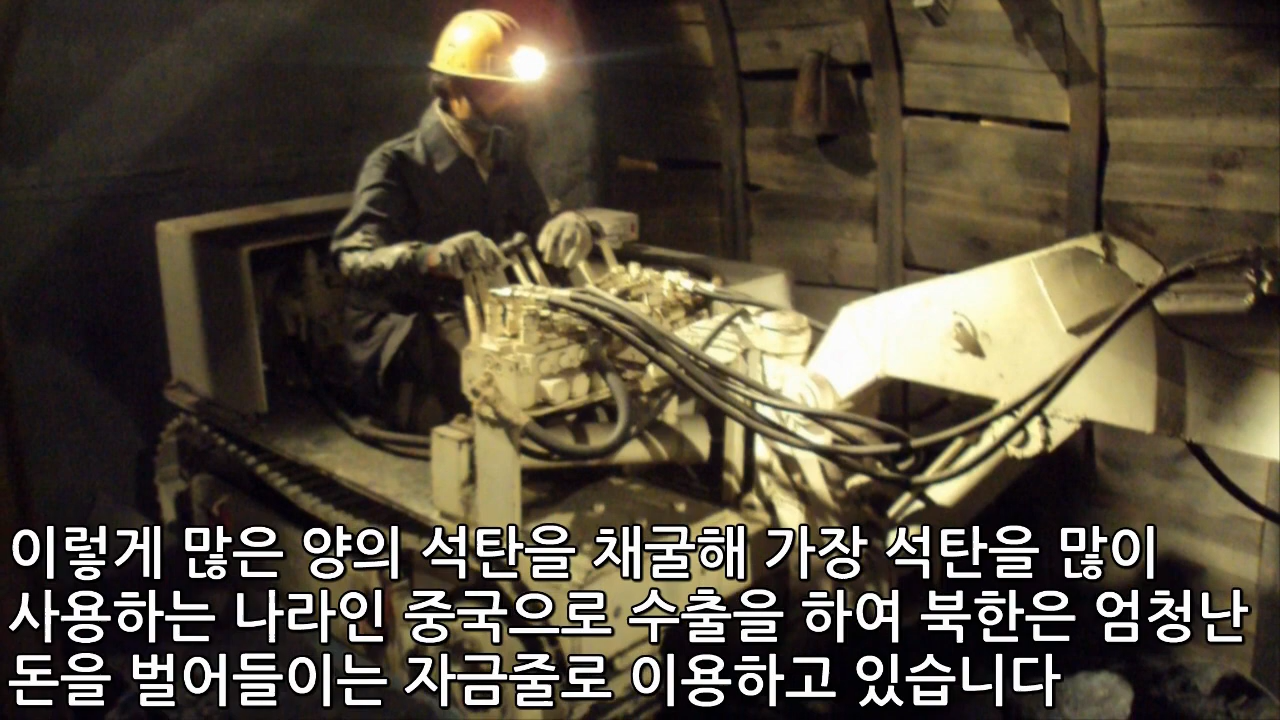 이렇게 많은 양의 석탄을 채굴해 가장 석탄을 많이
사용하는 나라인 중국으로 수출을 하여 북한은 엄청난
돈을 벌어들이는 자금줄로 이용하고 있습니다